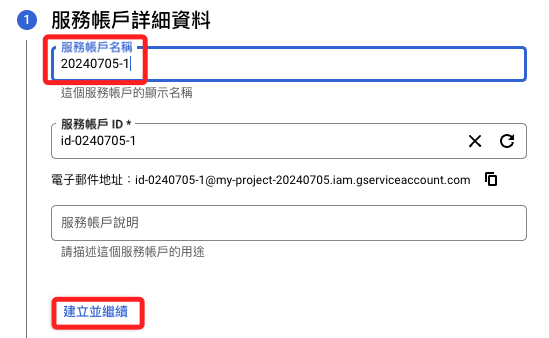 1 服務帳戶詳細資料
服務帳戶名稱
20240705-1
這個服務帳戶的顯示名稱
服務帳戶 ID *
id-0240705-1
電子郵件地址：id-0240705-1@my-project-20240705.iam.gserviceaccount.com
服務帳戶說明
請描述這個服務帳戶的用途
建立並繼續